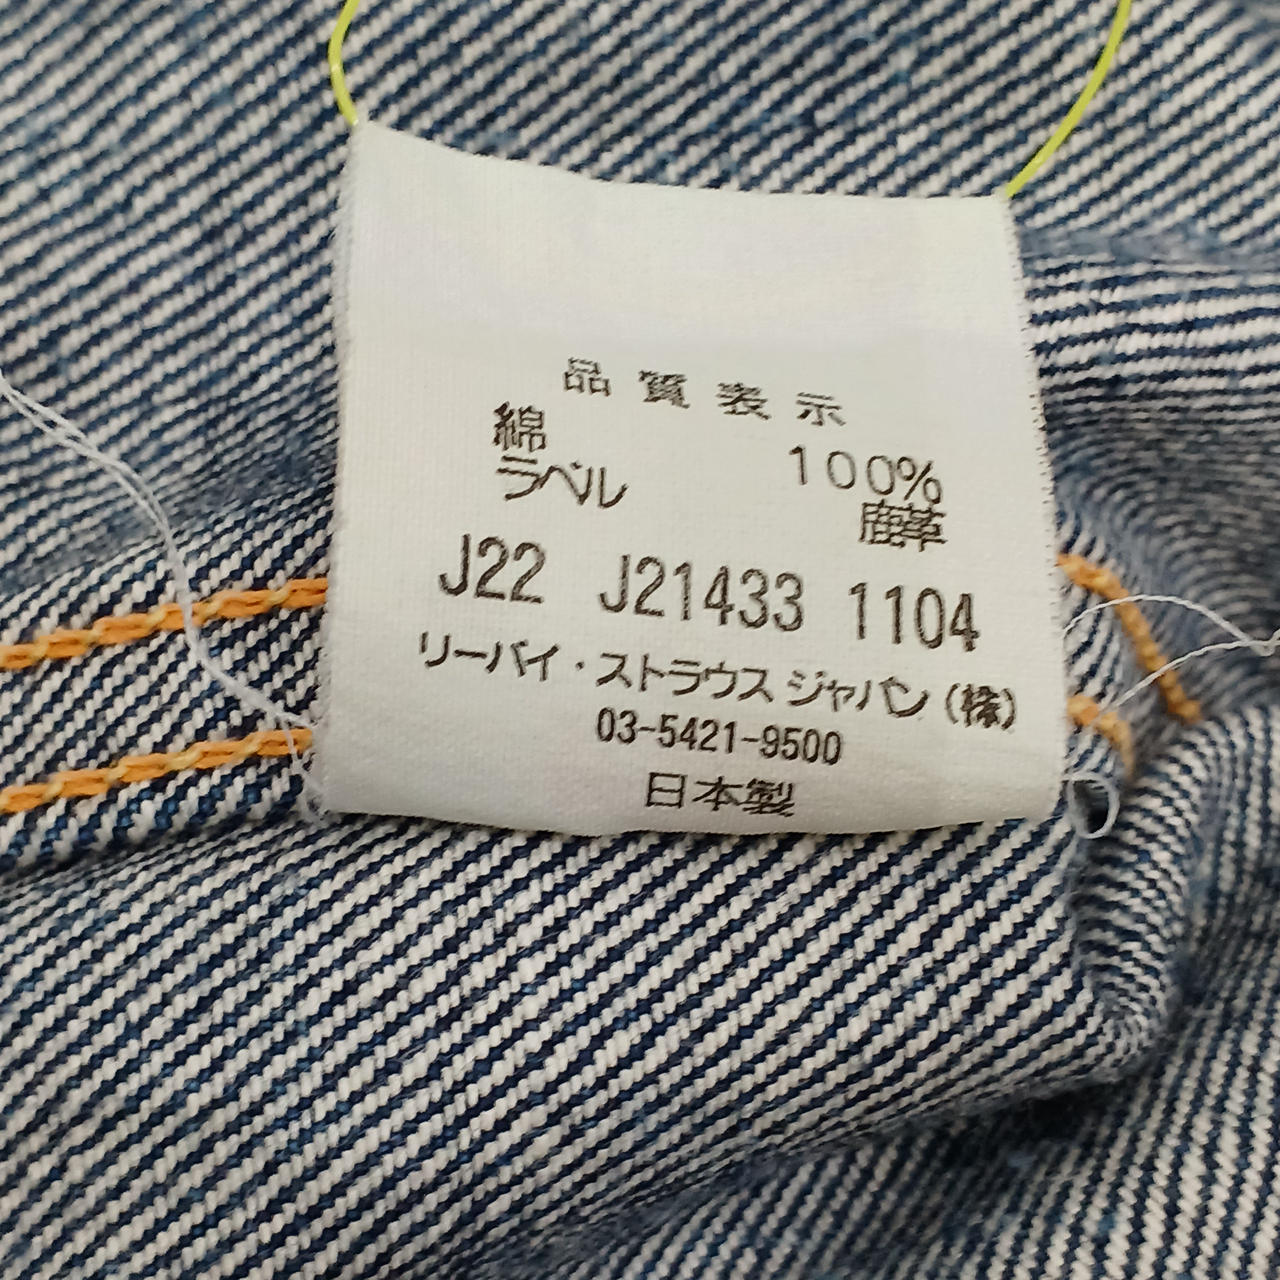 品質表示
綿 100%
ラベル 鹿革
J22 J21433 1104
リーバイ・ストラウス ジャパン(株)
03-5421-9500
日本製